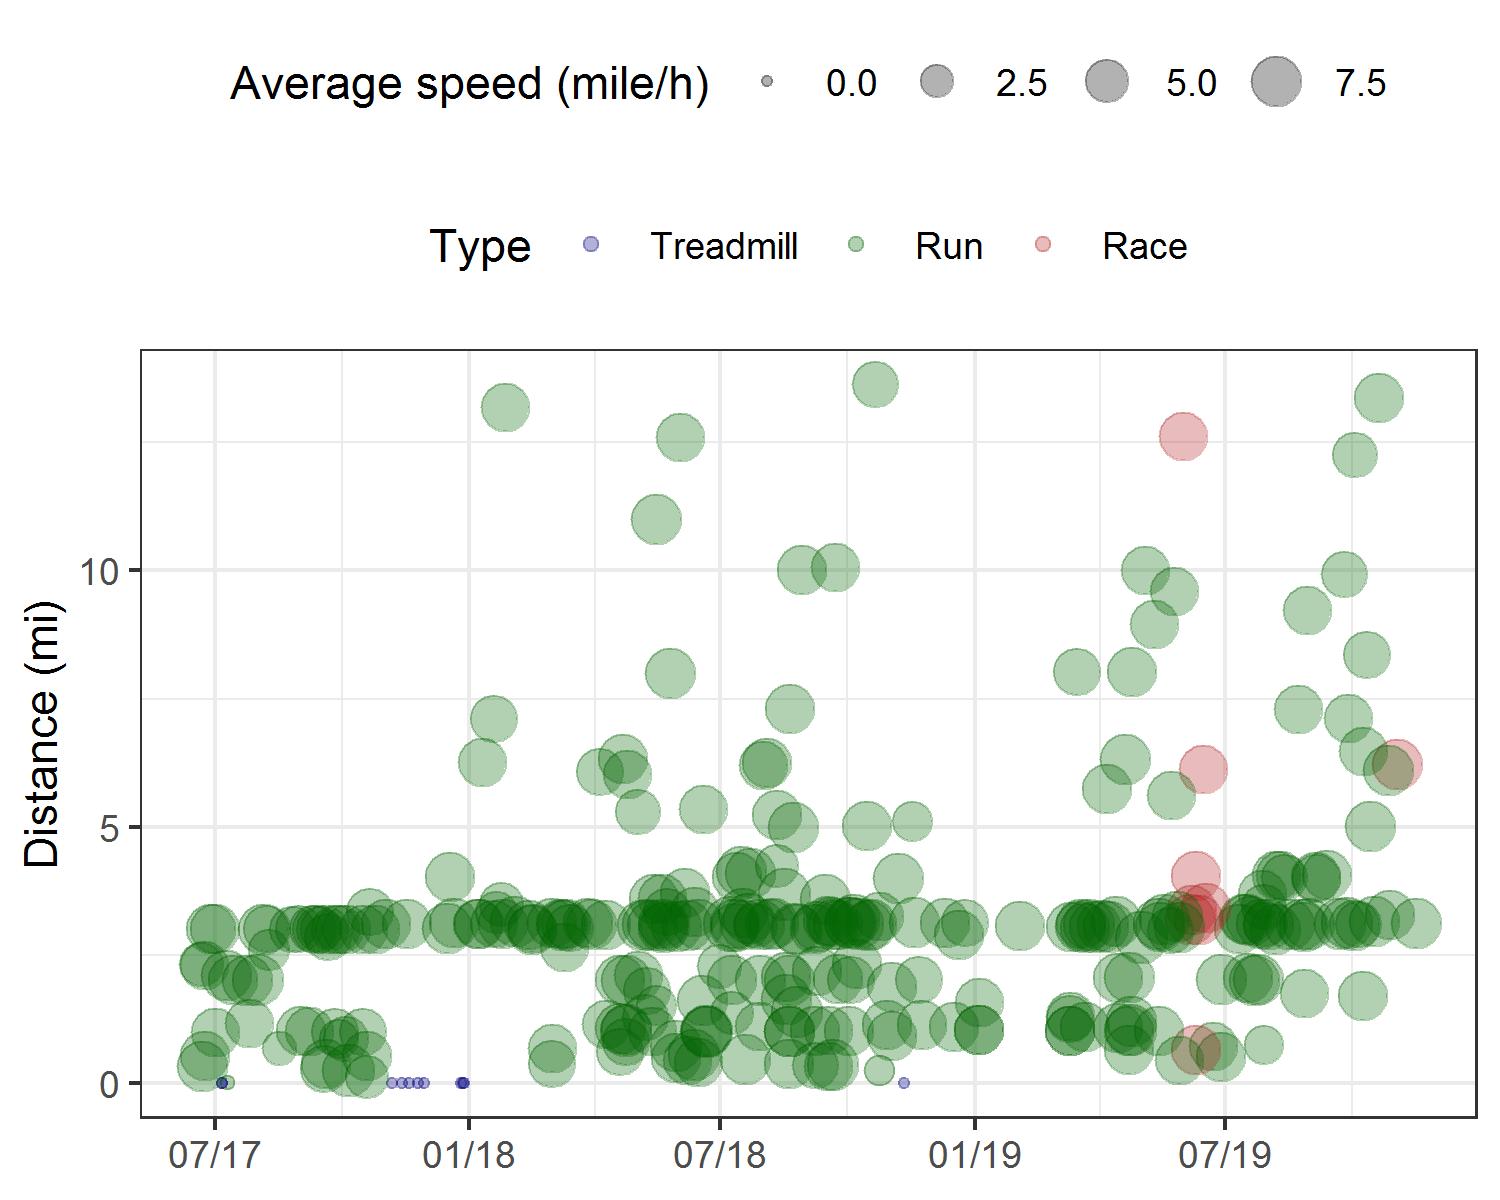 Average speed (mile/h) 0.0 2.5 5.0 7.5
Type Treadmill Run Race
Distance (mi)
10
5
0
07/17 01/18 07/18 01/19 07/19